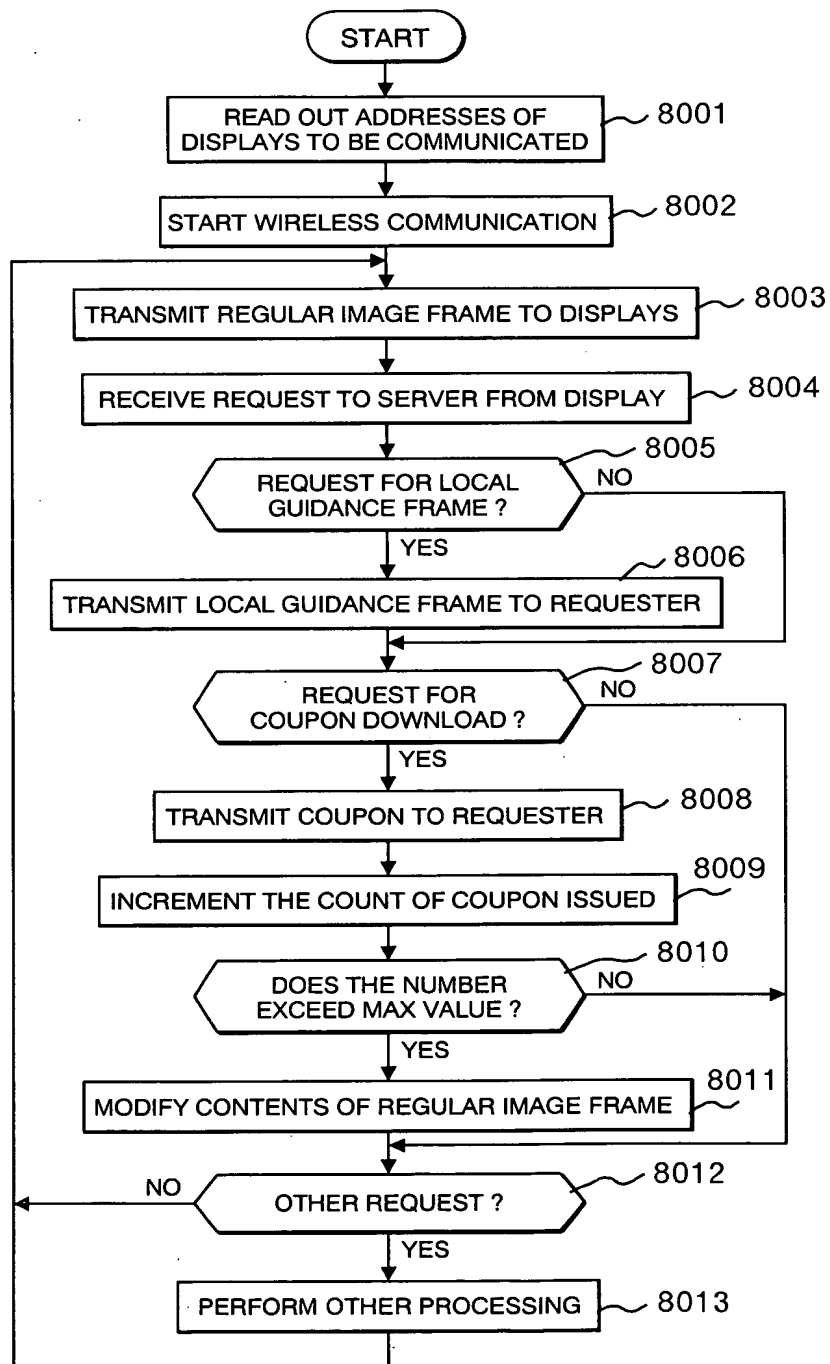 START
READ OUT ADDRESSES OF
DISPLAYS TO BE COMMUNICATED
8001
START WIRELESS COMMUNICATION
8002
TRANSMIT REGULAR IMAGE FRAME TO DISPLAYS
8003
RECEIVE REQUEST TO SERVER FROM DISPLAY
8004
REQUEST FOR LOCAL
GUIDANCE FRAME ?
8005
NO
YES
8006
TRANSMIT LOCAL GUIDANCE FRAME TO REQUESTER
8007
REQUEST FOR
COUPON DOWNLOAD ?
NO
YES
TRANSMIT COUPON TO REQUESTER
8008
INCREMENT THE COUNT OF COUPON ISSUED
8009
DOES THE NUMBER
EXCEED MAX VALUE ?
8010
NO
YES
MODIFY CONTENTS OF REGULAR IMAGE FRAME
8011
NO
OTHER REQUEST ?
8012
YES
PERFORM OTHER PROCESSING
8013